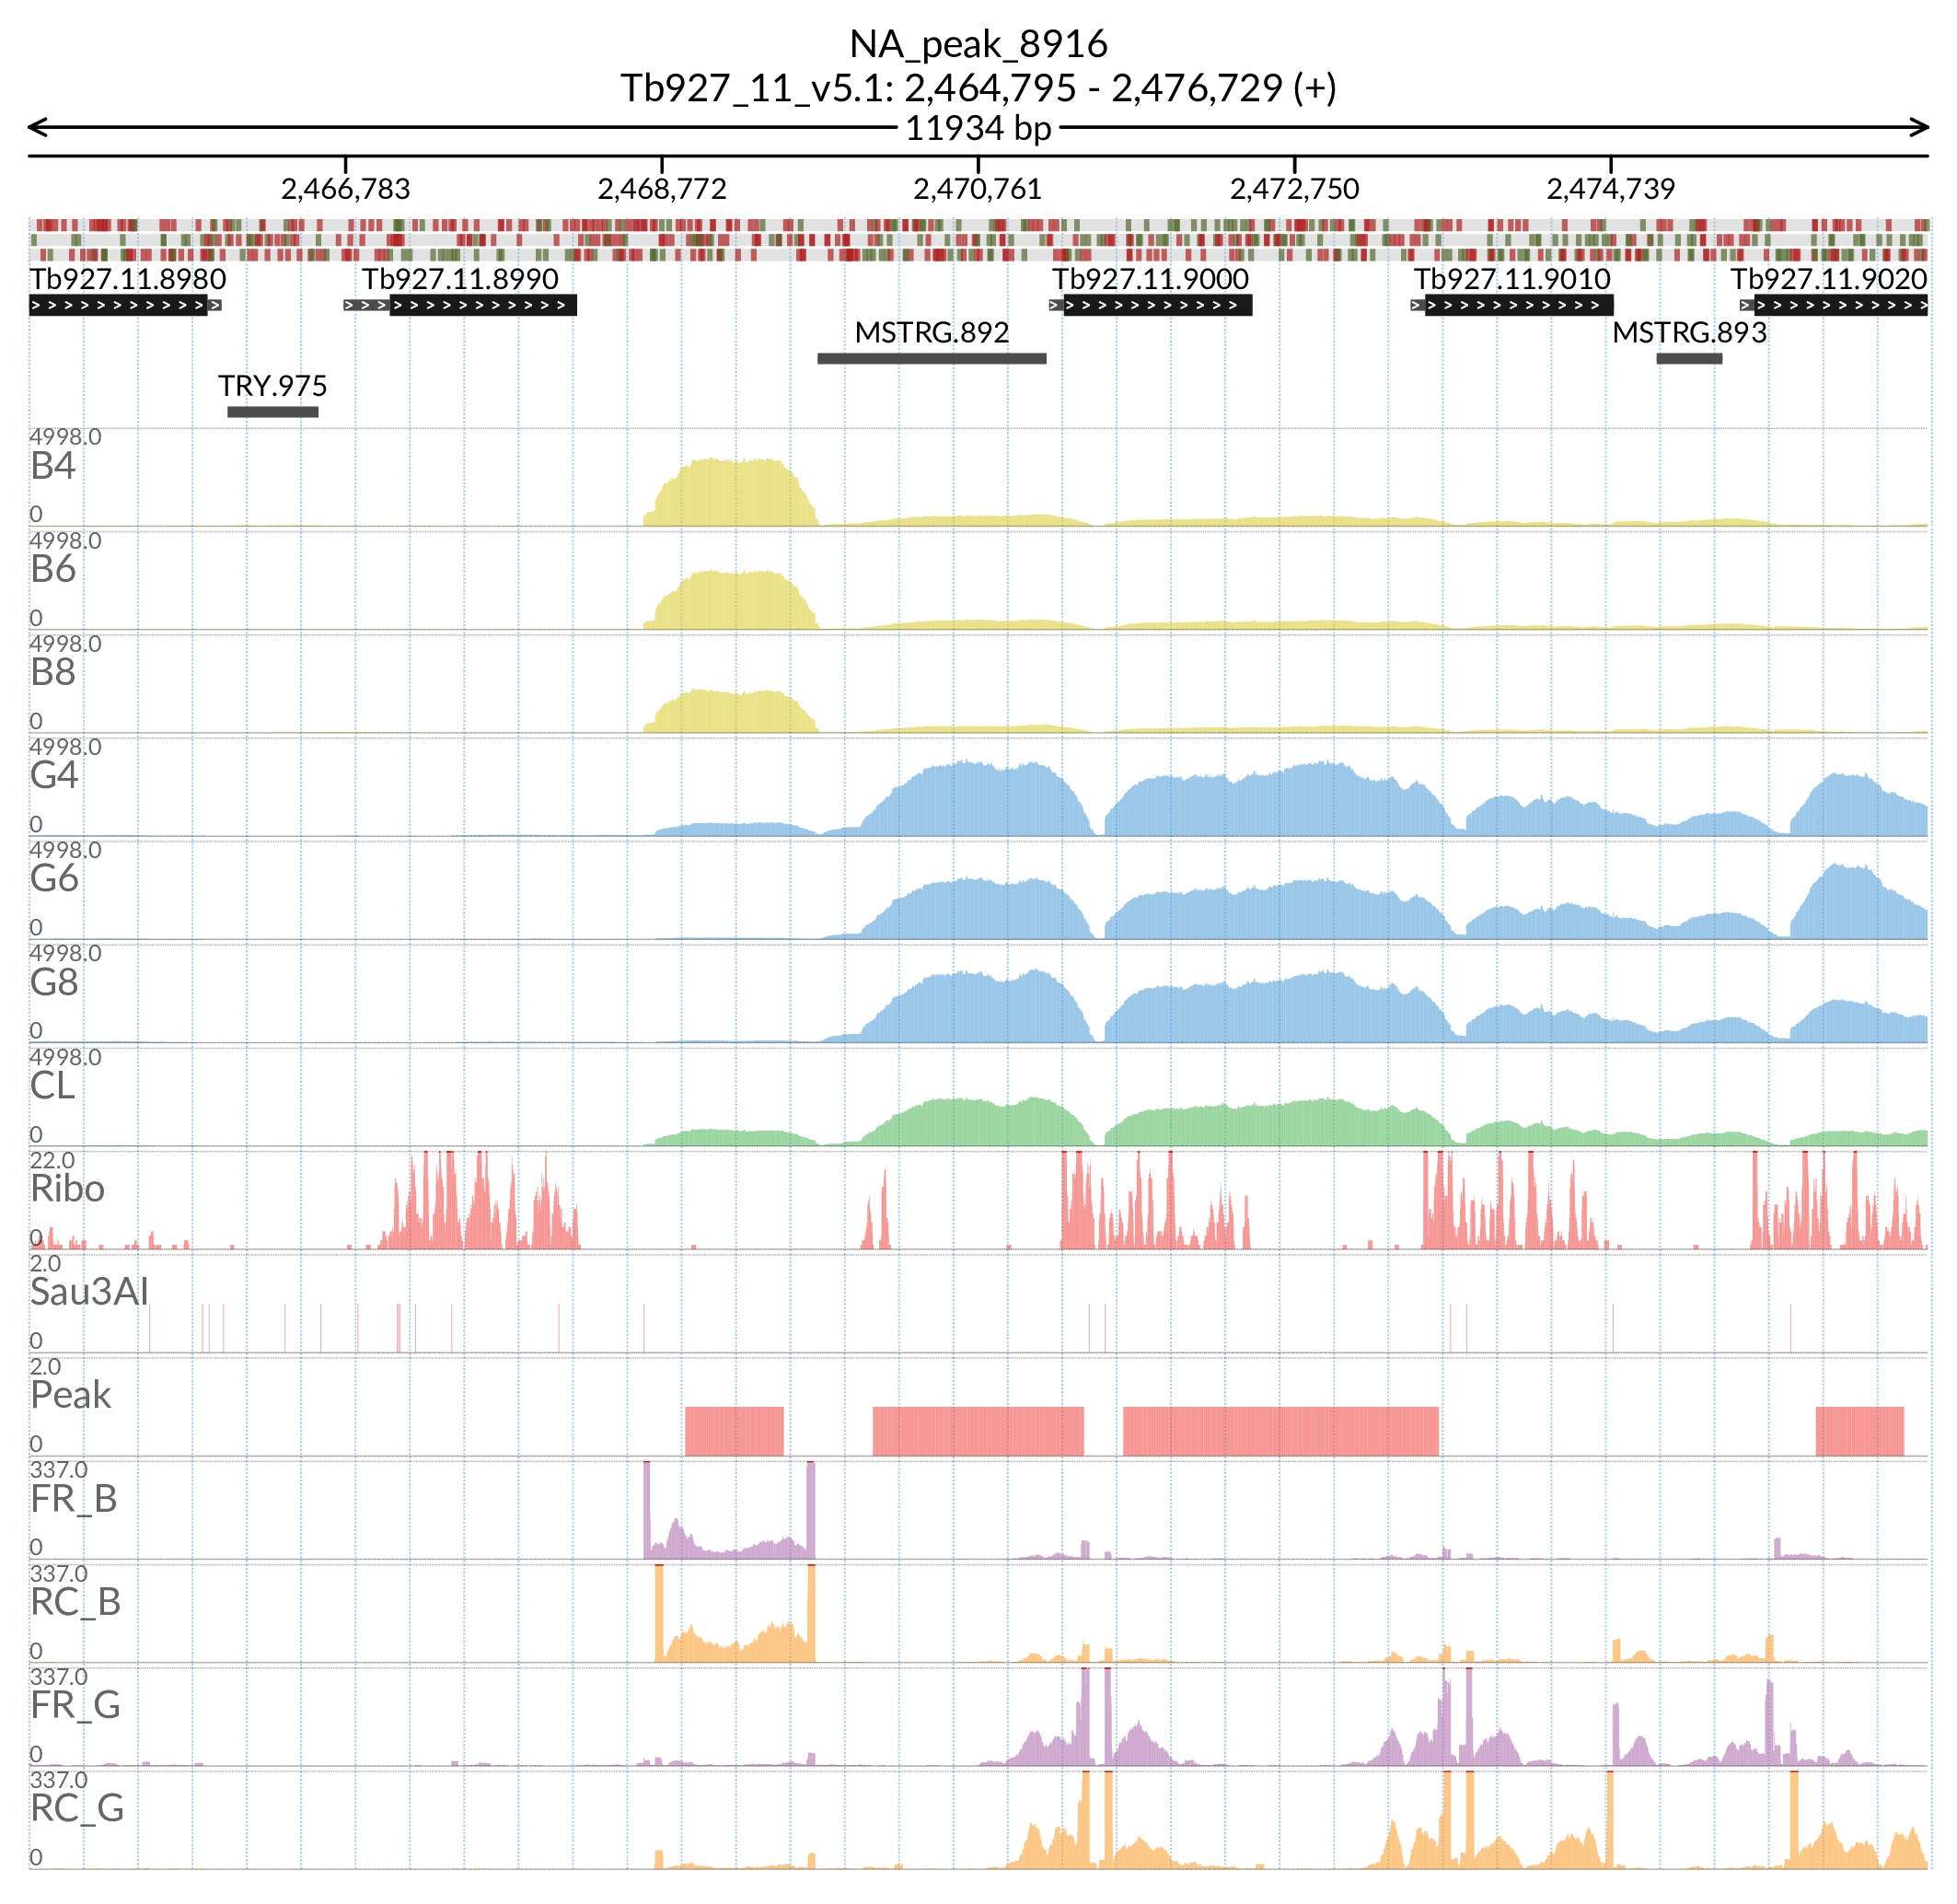 NA_peak_8916
Tb927_11_v5.1: 2,464,795 - 2,476,729 (+)
11934 bp
2,466,783 2,468,772 2,470,761 2,472,750 2,474,739
Tb927.11.8980 Tb927.11.8990 Tb927.11.9000 Tb927.11.9010 Tb927.11.9020
MSTRG.892 MSTRG.893
TRY.975
4998.0
B4
0
4998.0
B6
0
4998.0
B8
0
4998.0
G4
0
4998.0
G6
0
4998.0
G8
0
4998.0
CL
0
22.0
Ribo
0
2.0
Sau3AI
0
2.0
Peak
0
337.0
FR_B
0
337.0
RC_B
0
337.0
FR_G
0
337.0
RC_G
0